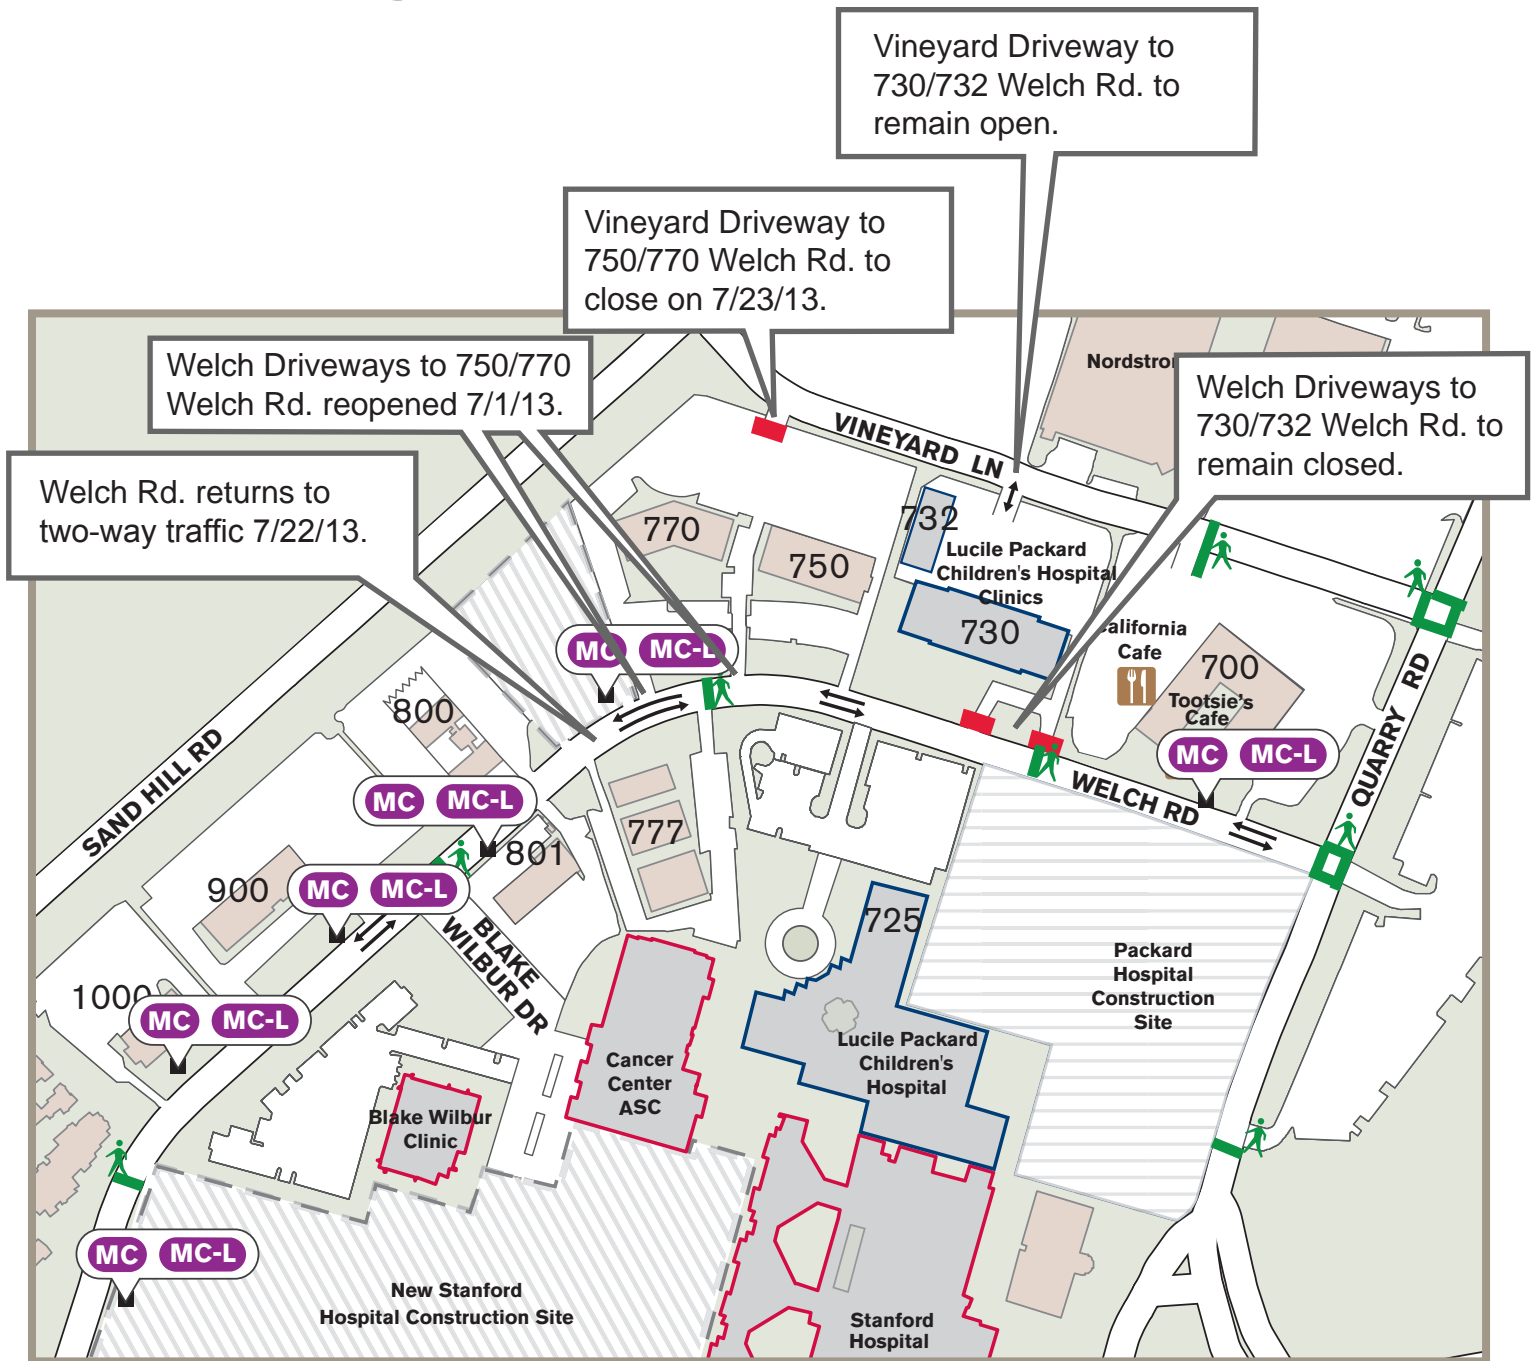 Vineyard Driveway to
730/732 Welch Rd. to
remain open.
Vineyard Driveway to
750/770 Welch Rd. to
close on 7/23/13.
Welch Driveways to 750/770
Welch Rd. reopened 7/1/13.
Welch Driveways to
730/732 Welch Rd. to
remain closed.
Welch Rd. returns to
two-way traffic 7/22/13.
VINEYARD LN
732
770
750
Lucile Packard
Children's Hospital
Clinics
730
Cafe
700
Tootsie's
Cafe
MC MC-L
MC MC-L
QUARRY RD
WELCH RD
800
SAND HILL RD
MC MC-L
777
801
900
MC MC-L
BLAKE
WILBUR DR
725
Packard
Hospital
Construction
Site
1000
MC MC-L
Lucile Packard
Children's
Hospital
Cancer
Center
ASC
Blake Wilbur
Clinic
MC MC-L
New Stanford
Hospital Construction Site
Stanford
Hospital